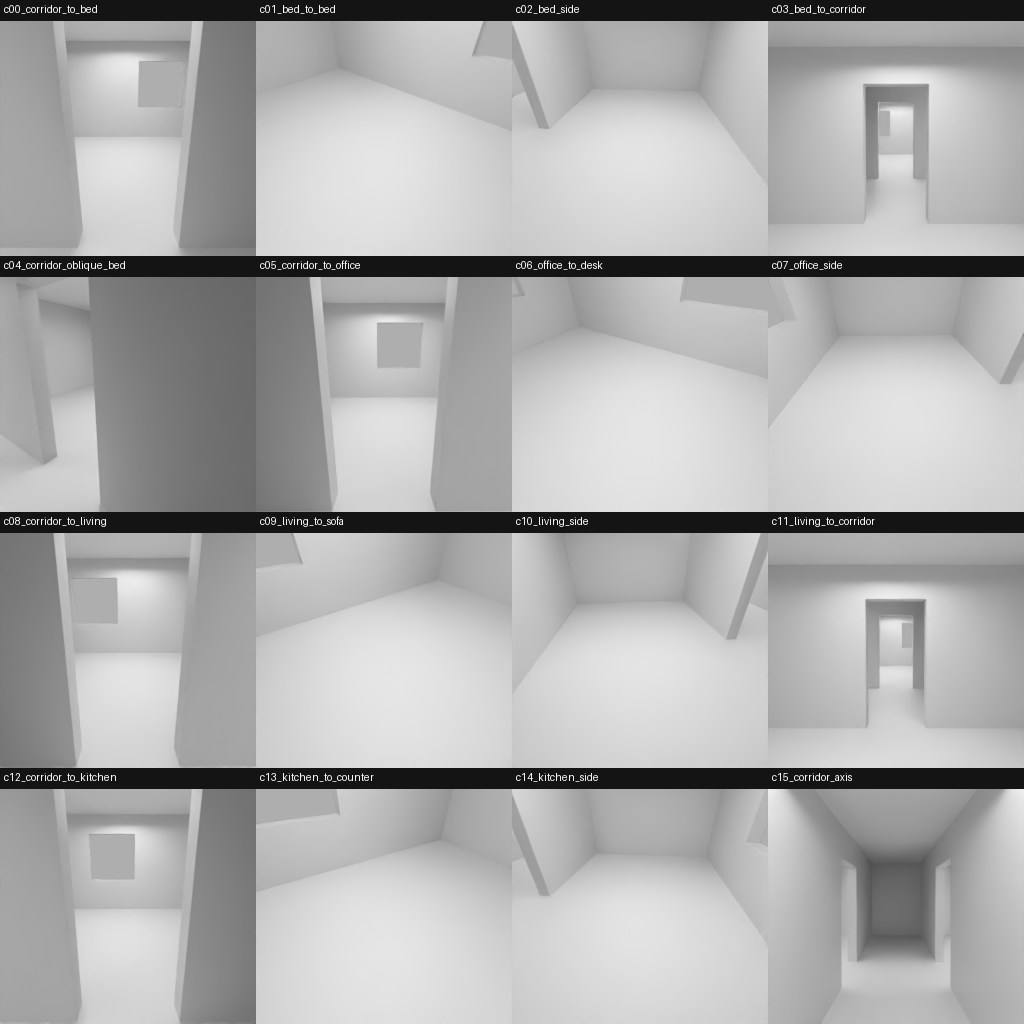 c00_corridor_to_bed
c01_bed_to_bed
c02_bed_side
c03_bed_to_corridor
c04_corridor_oblique_bed
c05_corridor_to_office
c06_office_to_desk
c07_office_side
c08_corridor_to_living
c09_living_to_sofa
c10_living_side
c11_living_to_corridor
c12_corridor_to_kitchen
c13_kitchen_to_counter
c14_kitchen_side
c15_corridor_axis